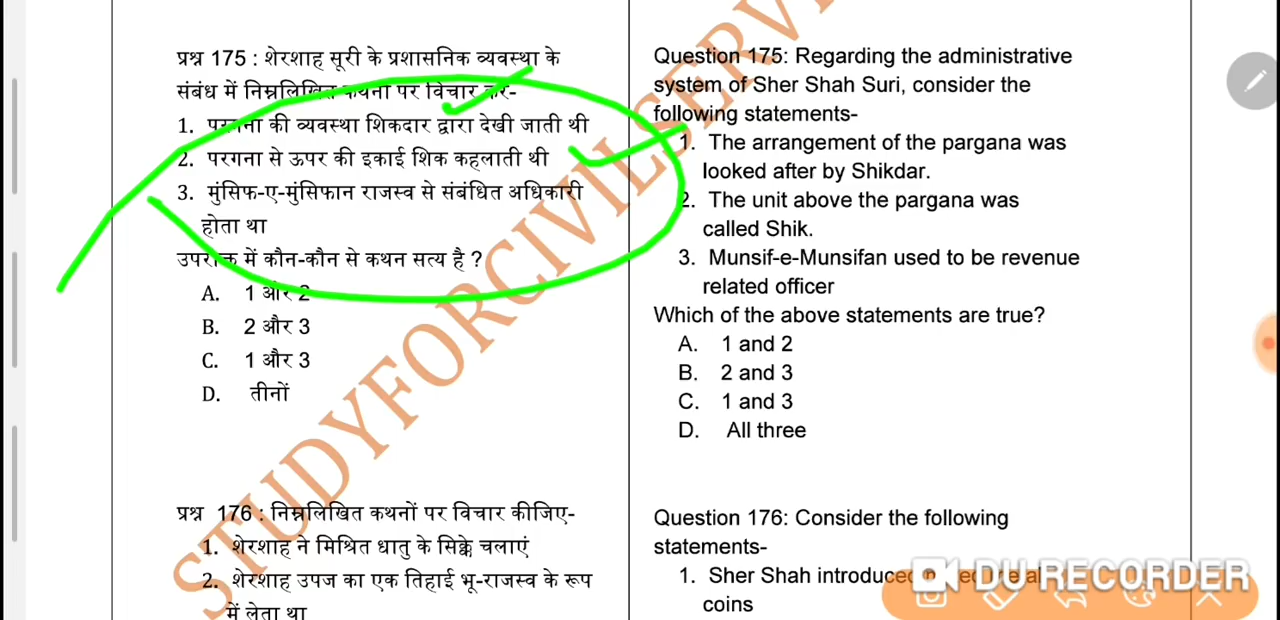 प्रश्न 175 : शेरशाह सूरी के प्रशासनिक व्यवस्था के
संबंध में निम्नलिखित कथनों पर विचार करें-
1. परगना की व्यवस्था शिकदार द्वारा देखी जाती थी
2. परगना से ऊपर की इकाई शिक कहलाती थी
3. मुंसिफ-ए-मुंसिफान राजस्व से संबंधित अधिकारी
होता था
उपरोक्त में कौन-कौन से कथन सत्य है ?
A. 1 और 2
B. 2 और 3
C. 1 और 3
D. तीनों
प्रश्न 176 : निम्नलिखित कथनों पर विचार कीजिए-
1. शेरशाह ने मिश्रित धातु के सिक्के चलाएं
2. शेरशाह उपज का एक तिहाई भू-राजस्व के रूप
में लेता था
Question 175: Regarding the administrative
system of Sher Shah Suri, consider the
following statements-
1. The arrangement of the pargana was
looked after by Shikdar.
2. The unit above the pargana was
called Shik.
3. Munsif-e-Munsifan used to be revenue
related officer
Which of the above statements are true?
A. 1 and 2
B. 2 and 3
C. 1 and 3
D. All three
Question 176: Consider the following
statements-
1. Sher Shah introduced
coins
STUDYFORCIVILSERV
DU RECORDER